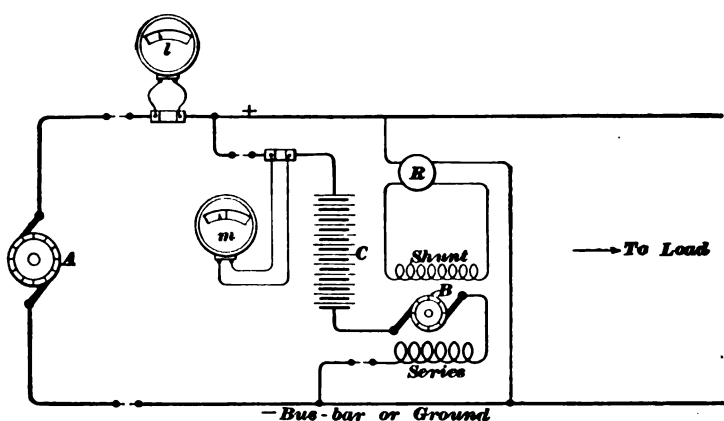 l
+
R
m
A
C
Shunt
B
To Load
Series
− Bus-bar or Ground